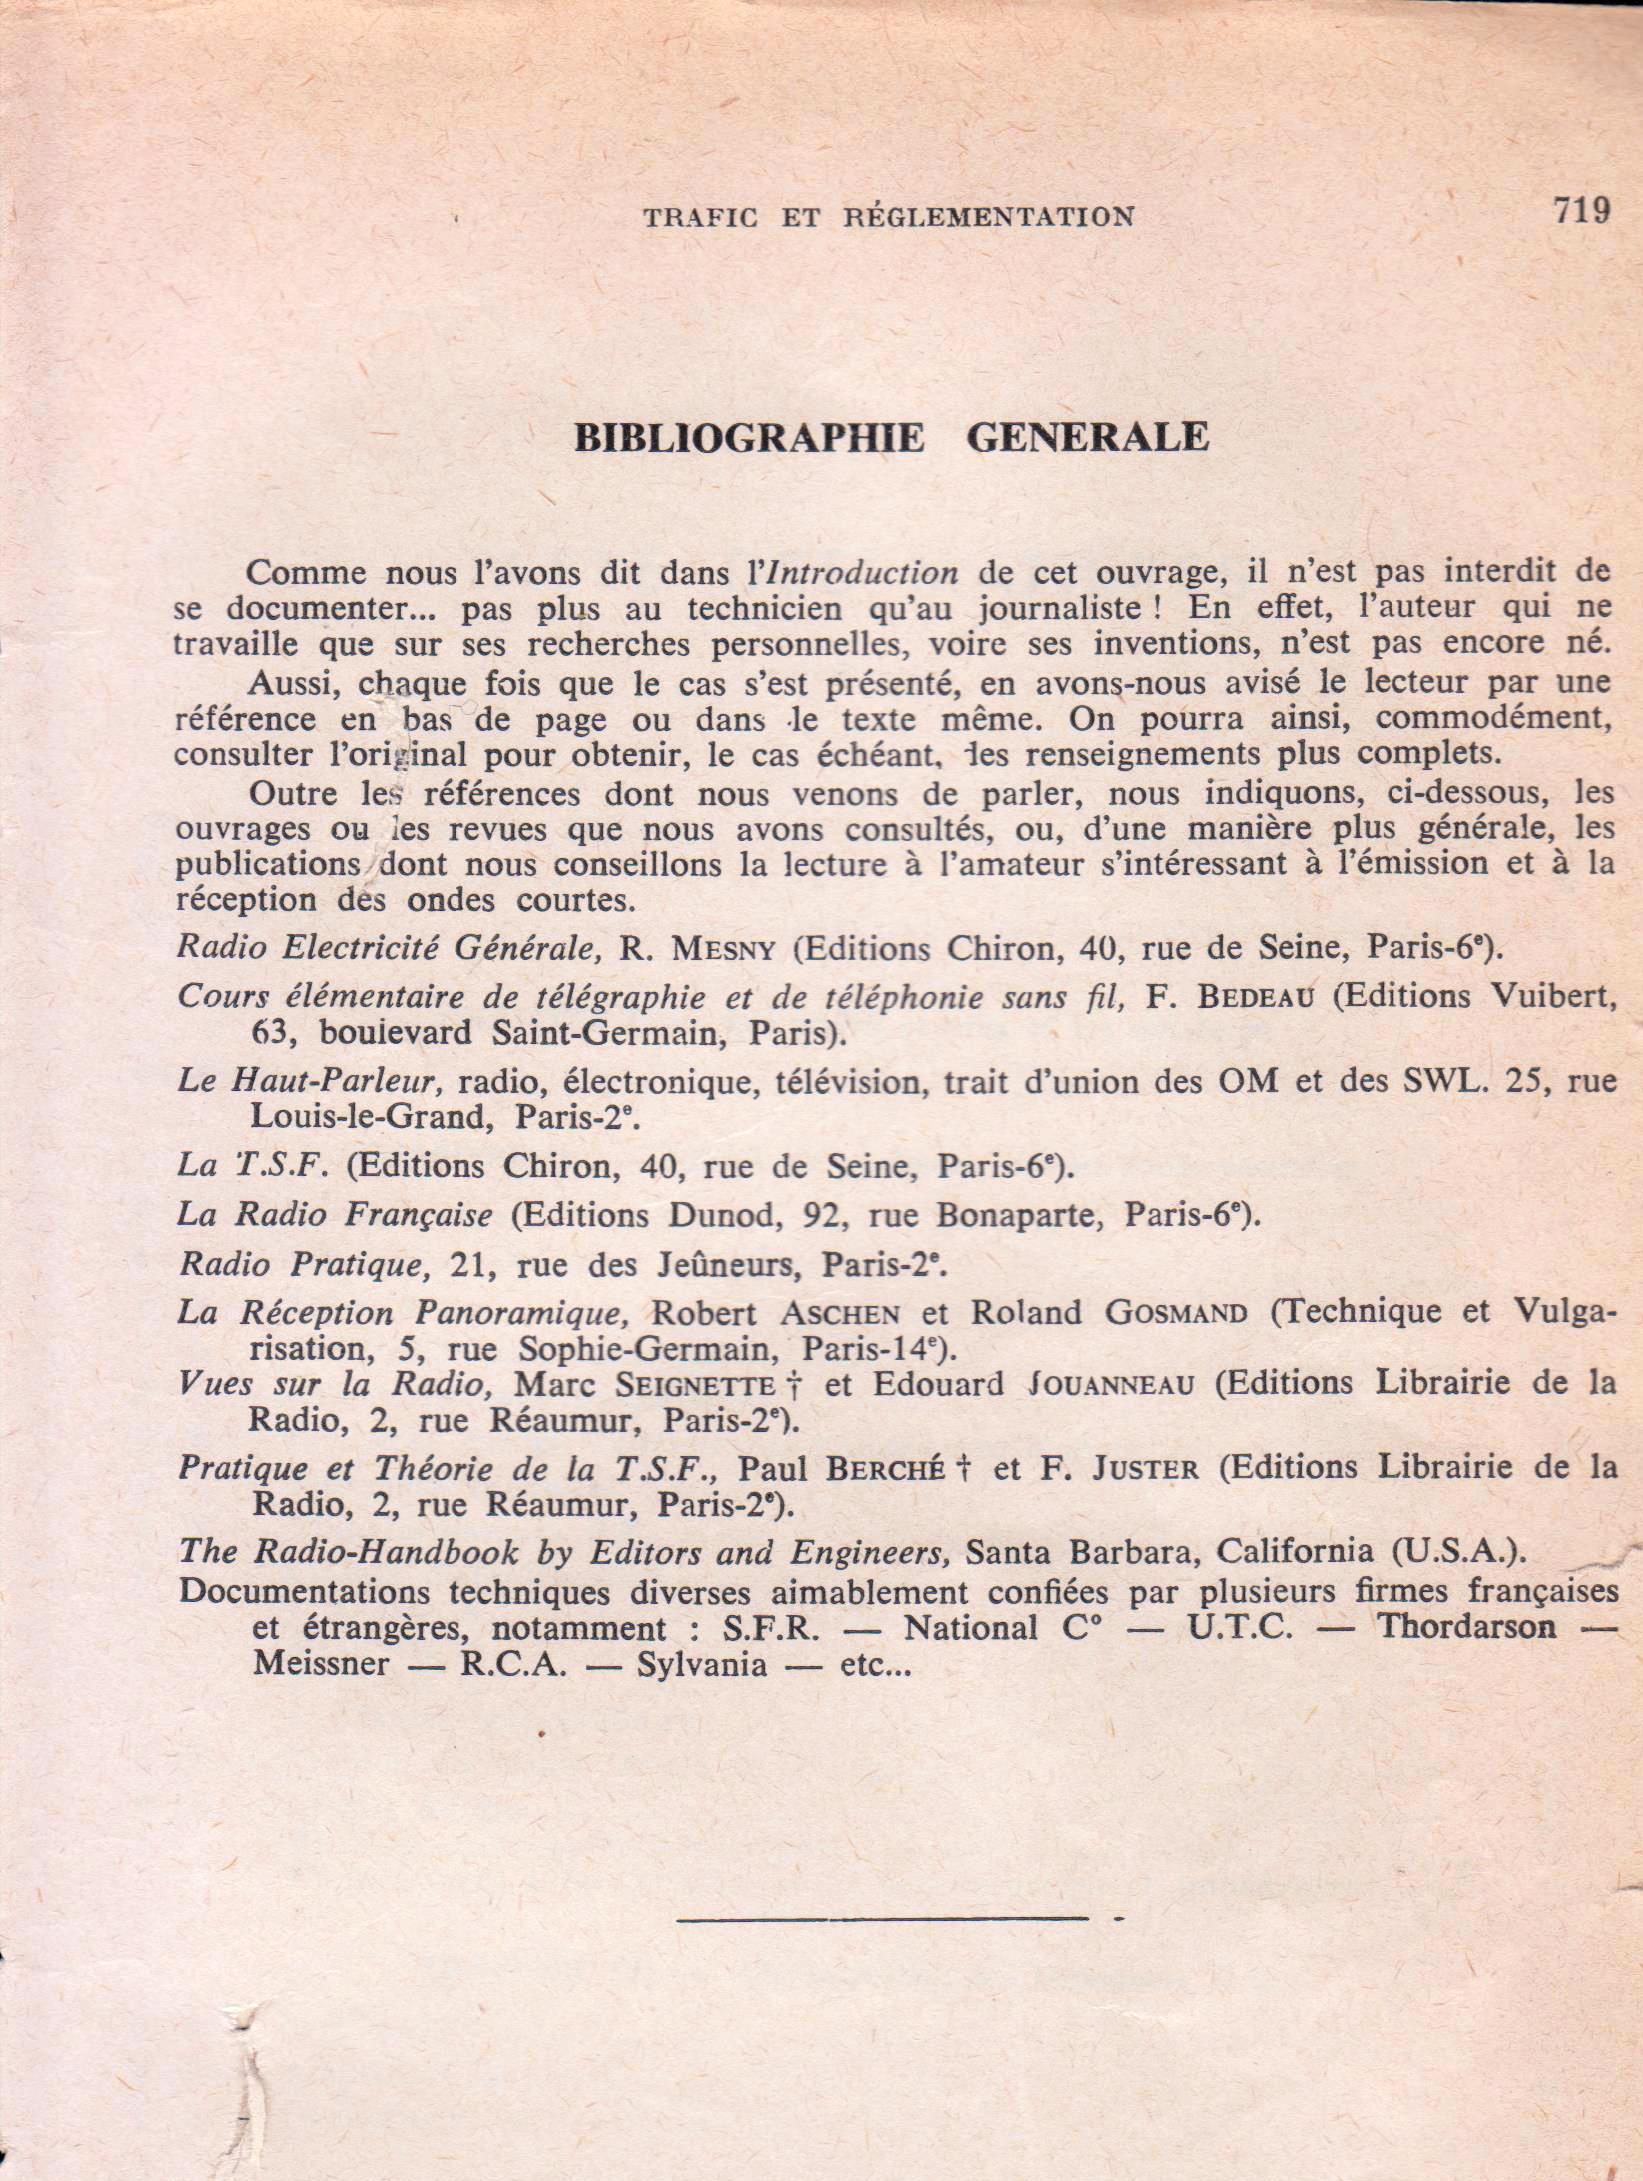 TRAFIC ET RÉGLEMENTATION 719
BIBLIOGRAPHIE GENERALE
Comme nous l'avons dit dans l'Introduction de cet ouvrage, il n'est pas interdit de
se documenter... pas plus au technicien qu'au journaliste ! En effet, l'auteur qui ne
travaille que sur ses recherches personnelles, voire ses inventions, n'est pas encore né.
Aussi, chaque fois que le cas s'est présenté, en avons-nous avisé le lecteur par une
référence en bas de page ou dans le texte même. On pourra ainsi, commodément,
consulter l'original pour obtenir, le cas échéant, des renseignements plus complets.
Outre les références dont nous venons de parler, nous indiquons, ci-dessous, les
ouvrages ou les revues que nous avons consultés, ou, d'une manière plus générale, les
publications dont nous conseillons la lecture à l'amateur s'intéressant à l'émission et à la
réception des ondes courtes.
Radio Electricité Générale, R. MESNY (Editions Chiron, 40, rue de Seine, Paris-6e).
Cours élémentaire de télégraphie et de téléphonie sans fil, F. BEDEAU (Editions Vuibert,
63, boulevard Saint-Germain, Paris).
Le Haut-Parleur, radio, électronique, télévision, trait d'union des OM et des SWL. 25, rue
Louis-le-Grand, Paris-2e.
La T.S.F. (Editions Chiron, 40, rue de Seine, Paris-6e).
La Radio Française (Editions Dunod, 92, rue Bonaparte, Paris-6e).
Radio Pratique, 21, rue des Jeûneurs, Paris-2e.
La Réception Panoramique, Robert ASCHEN et Roland GOSMAND (Technique et Vulga-
risation, 5, rue Sophie-Germain, Paris-14e).
Vues sur la Radio, Marc SEIGNETTE † et Edouard JOUANNEAU (Editions Librairie de la
Radio, 2, rue Réaumur, Paris-2e).
Pratique et Théorie de la T.S.F., Paul BERCHÉ † et F. JUSTER (Editions Librairie de la
Radio, 2, rue Réaumur, Paris-2e).
The Radio-Handbook by Editors and Engineers, Santa Barbara, California (U.S.A.).
Documentations techniques diverses aimablement confiées par plusieurs firmes françaises
et étrangères, notamment : S.F.R. — National C° — U.T.C. — Thordarson —
Meissner — R.C.A. — Sylvania — etc...